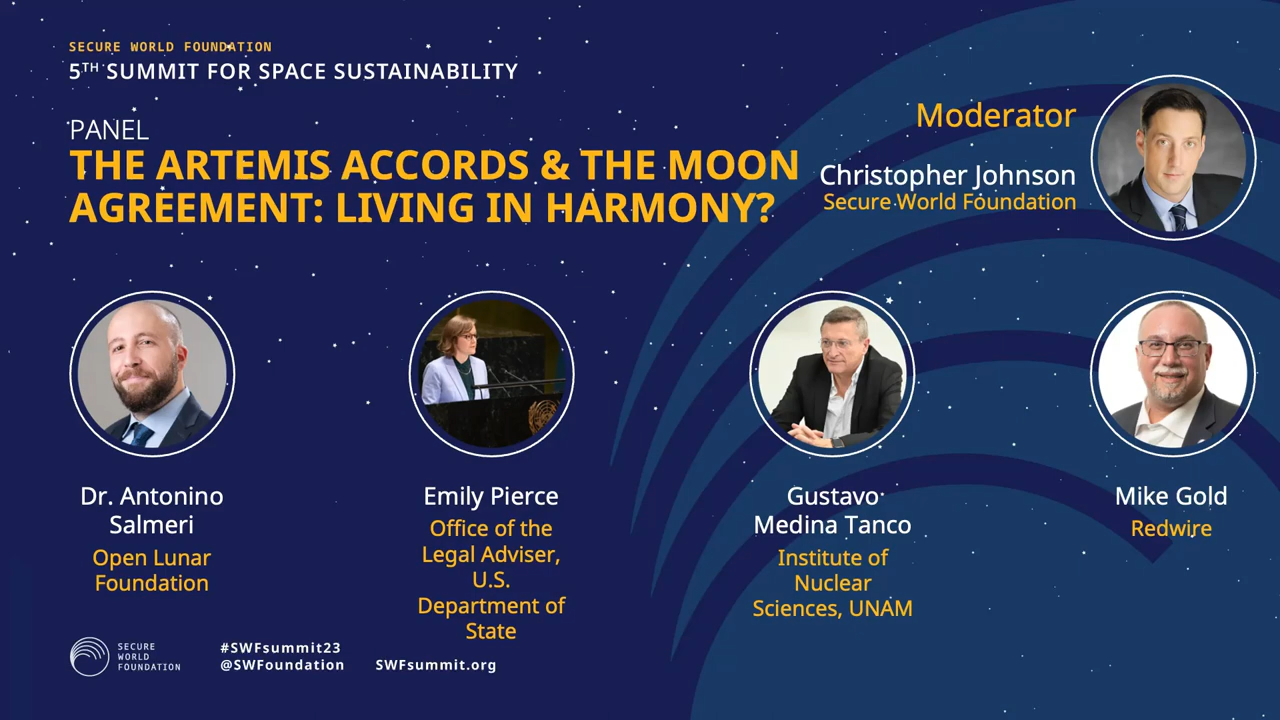 SECURE WORLD FOUNDATION
5TH SUMMIT FOR SPACE SUSTAINABILITY
PANEL
THE ARTEMIS ACCORDS & THE MOON
AGREEMENT: LIVING IN HARMONY?
Moderator
Christopher Johnson
Secure World Foundation
Dr. Antonino
Salmeri
Open Lunar
Foundation
Emily Pierce
Office of the
Legal Adviser,
U.S.
Department of
State
Gustavo
Medina Tanco
Institute of
Nuclear
Sciences, UNAM
Mike Gold
Redwire
SECURE
WORLD
FOUNDATION
#SWFsummit23
@SWFoundation
SWFsummit.org